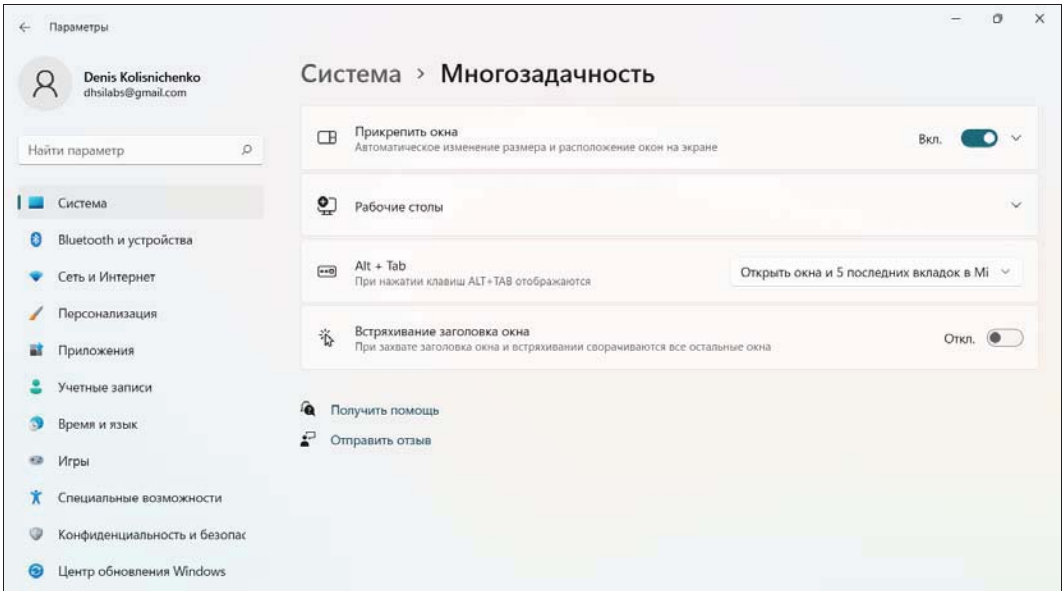 Параметры
Denis Kolisnichenko
dhsilabs@gmail.com
Найти параметр
Система
Bluetooth и устройства
Сеть и Интернет
Персонализация
Приложения
Учетные записи
Время и язык
Игры
Специальные возможности
Конфиденциальность и безопас
Центр обновления Windows
Система > Многозадачность
Прикрепить окна
Автоматическое изменение размера и расположение окон на экране
Вкл.
Рабочие столы
Alt + Tab
При нажатии клавиш ALT+TAB отображаются
Открыть окна и 5 последних вкладок в Mi
Встряхивание заголовка окна
При захвате заголовка окна и встряхивании сворачиваются все остальные окна
Откл.
Получить помощь
Отправить отзыв